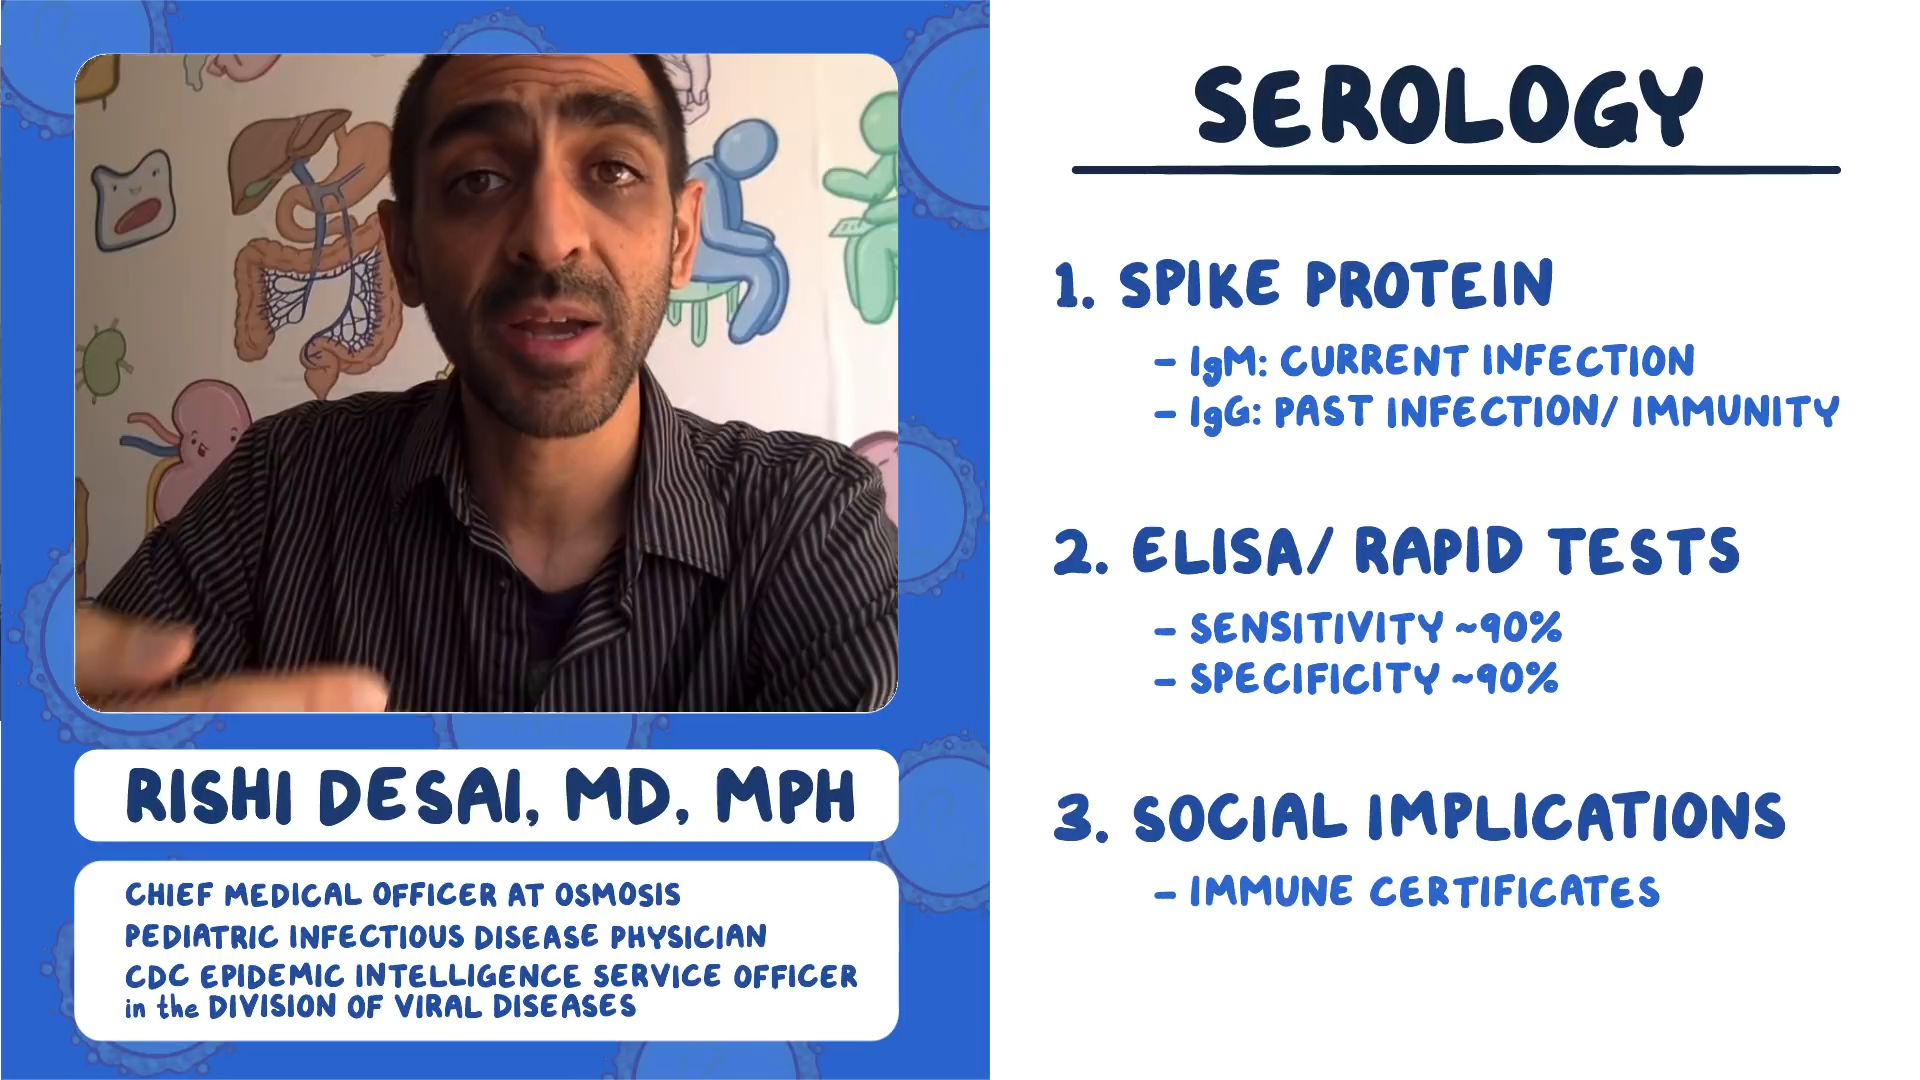 RISHI DESAI, MD, MPH
CHIEF MEDICAL OFFICER AT OSMOSIS
PEDIATRIC INFECTIOUS DISEASE PHYSICIAN
CDC EPIDEMIC INTELLIGENCE SERVICE OFFICER
in the DIVISION OF VIRAL DISEASES
SEROLOGY
1. SPIKE PROTEIN
- IgM: CURRENT INFECTION
- IgG: PAST INFECTION/ IMMUNITY
2. ELISA/ RAPID TESTS
- SENSITIVITY ~90%
- SPECIFICITY ~90%
3. SOCIAL IMPLICATIONS
- IMMUNE CERTIFICATES